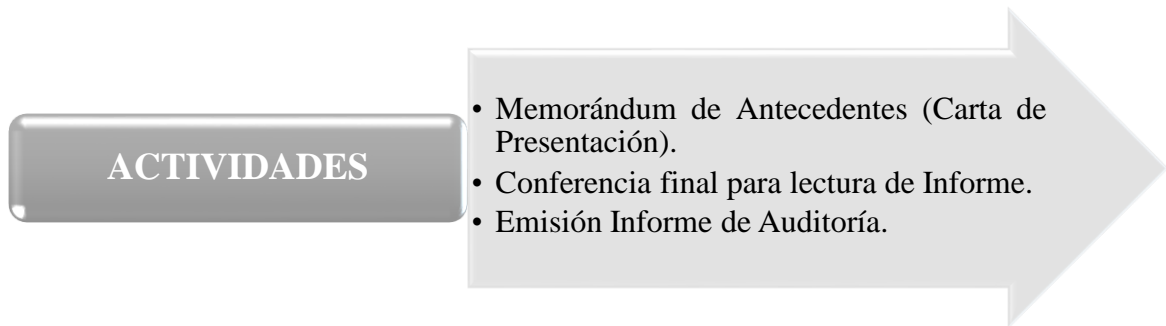 ACTIVIDADES
• Memorándum de Antecedentes (Carta de
Presentación).
• Conferencia final para lectura de Informe.
• Emisión Informe de Auditoría.